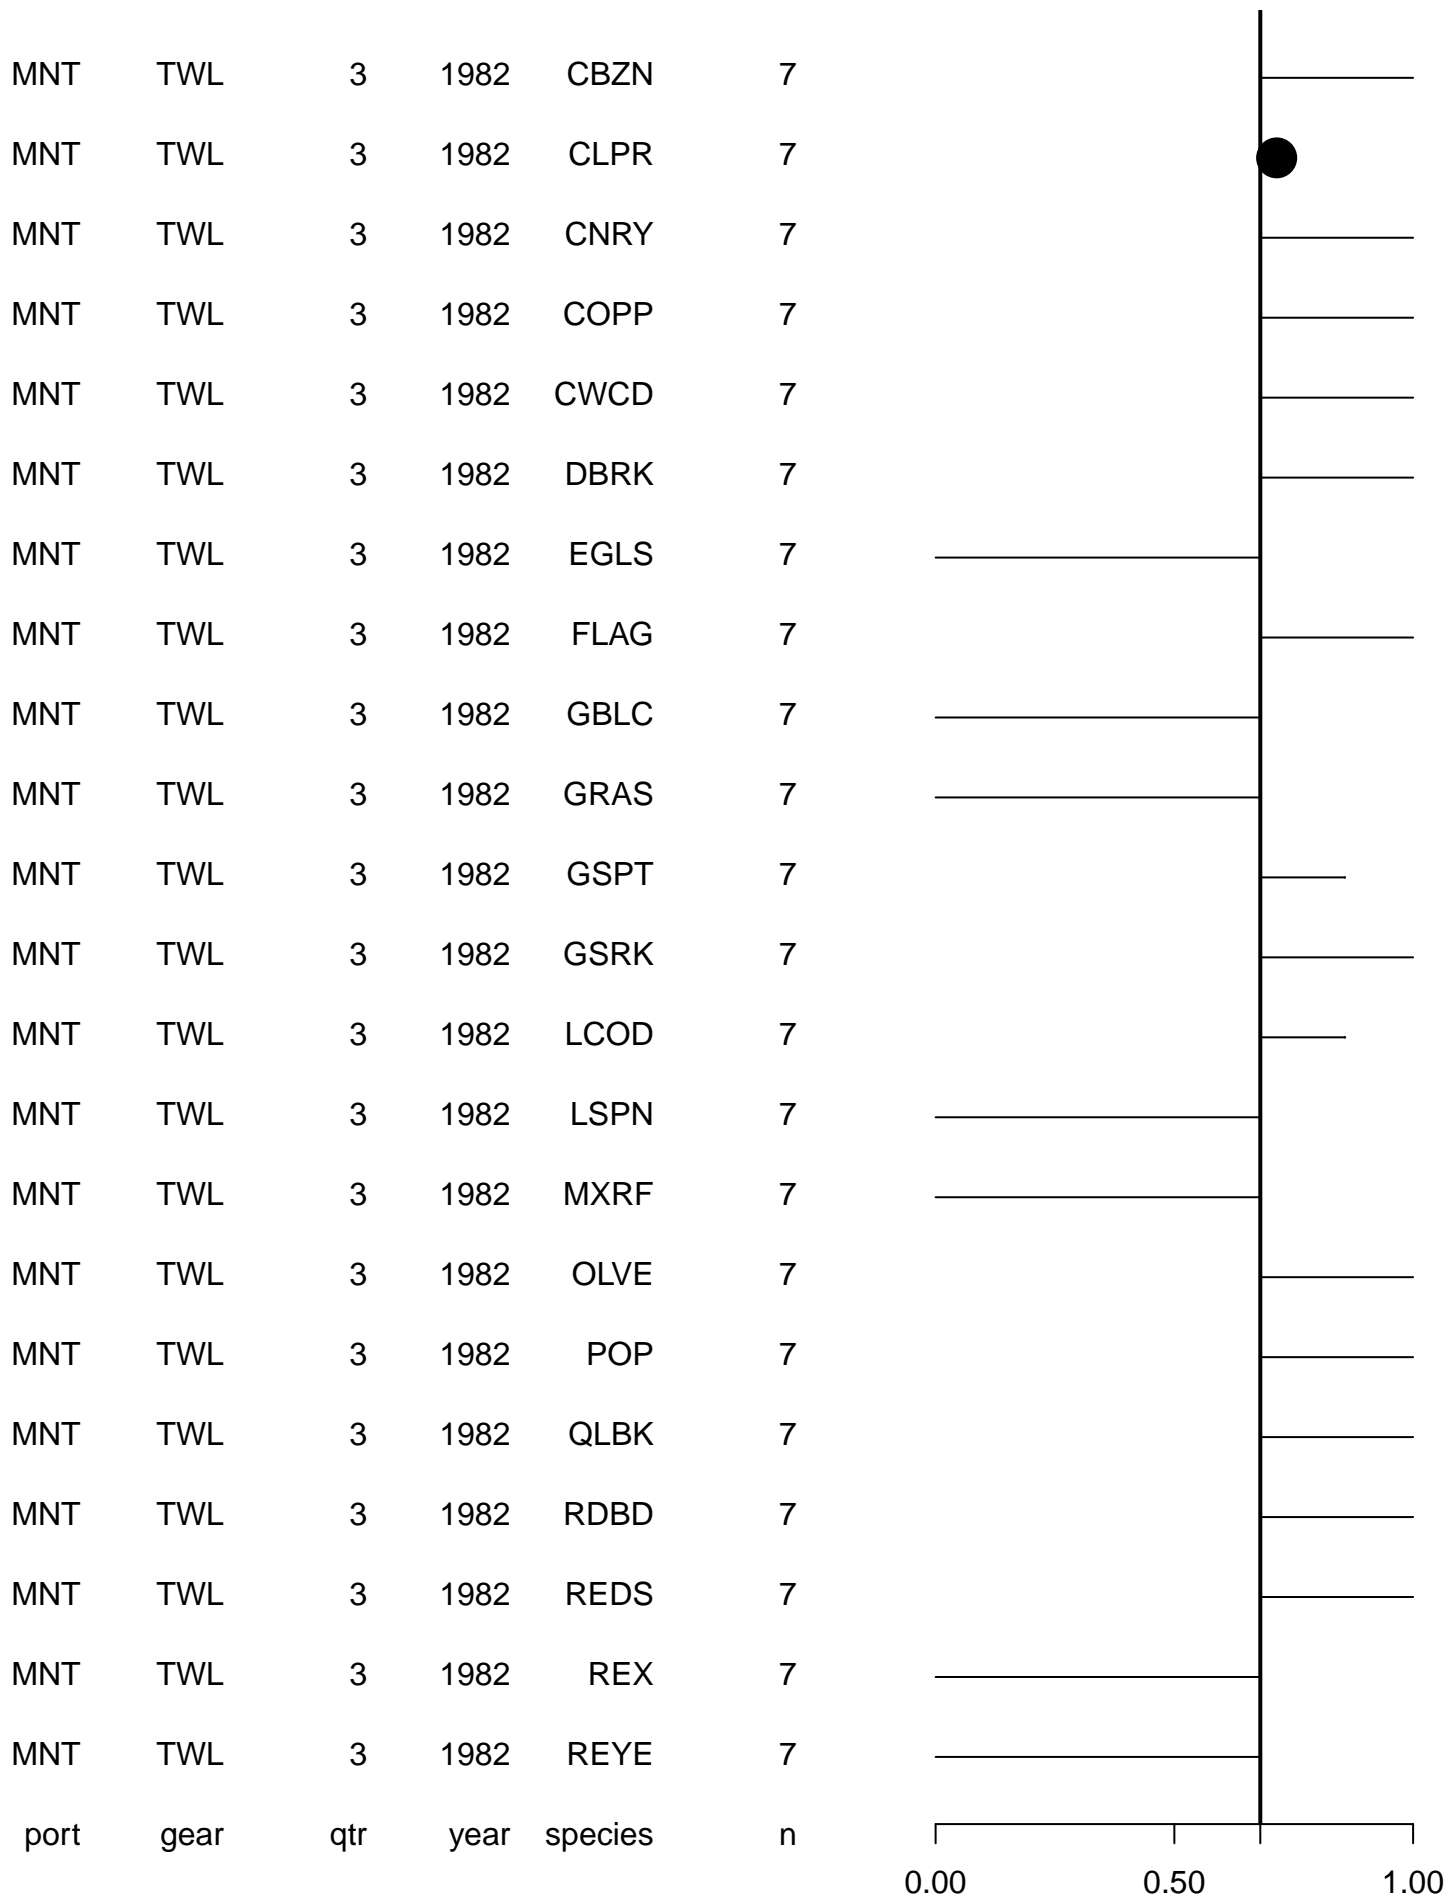 MNT TWL 3 1982 CBZN 7
MNT TWL 3 1982 CLPR 7
MNT TWL 3 1982 CNRY 7
MNT TWL 3 1982 COPP 7
MNT TWL 3 1982 CWCD 7
MNT TWL 3 1982 DBRK 7
MNT TWL 3 1982 EGLS 7
MNT TWL 3 1982 FLAG 7
MNT TWL 3 1982 GBLC 7
MNT TWL 3 1982 GRAS 7
MNT TWL 3 1982 GSPT 7
MNT TWL 3 1982 GSRK 7
MNT TWL 3 1982 LCOD 7
MNT TWL 3 1982 LSPN 7
MNT TWL 3 1982 MXRF 7
MNT TWL 3 1982 OLVE 7
MNT TWL 3 1982 POP 7
MNT TWL 3 1982 QLBK 7
MNT TWL 3 1982 RDBD 7
MNT TWL 3 1982 REDS 7
MNT TWL 3 1982 REX 7
MNT TWL 3 1982 REYE 7
port gear qtr year species n
0.00 0.50 1.00